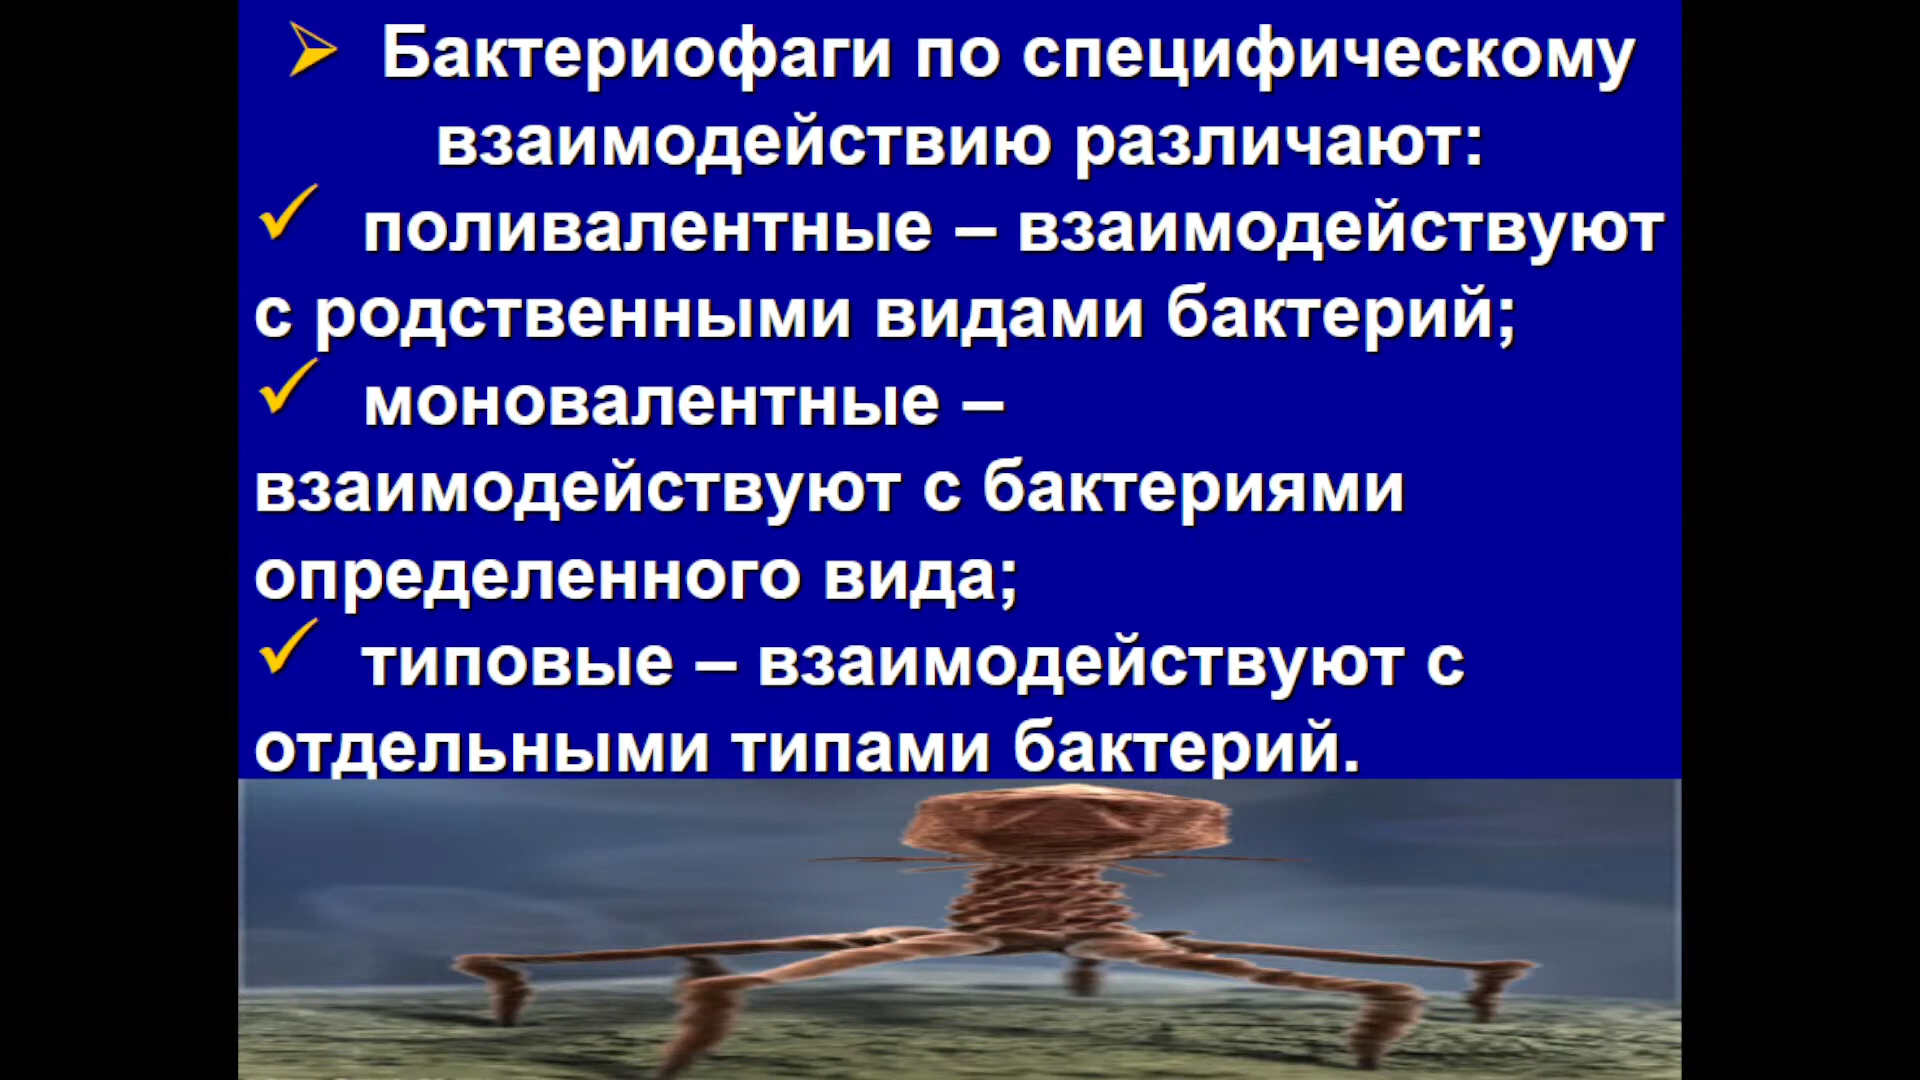 Бактериофаги по специфическому
взаимодействию различают:
поливалентные – взаимодействуют
с родственными видами бактерий;
моновалентные –
взаимодействуют с бактериями
определенного вида;
типовые – взаимодействуют с
отдельными типами бактерий.